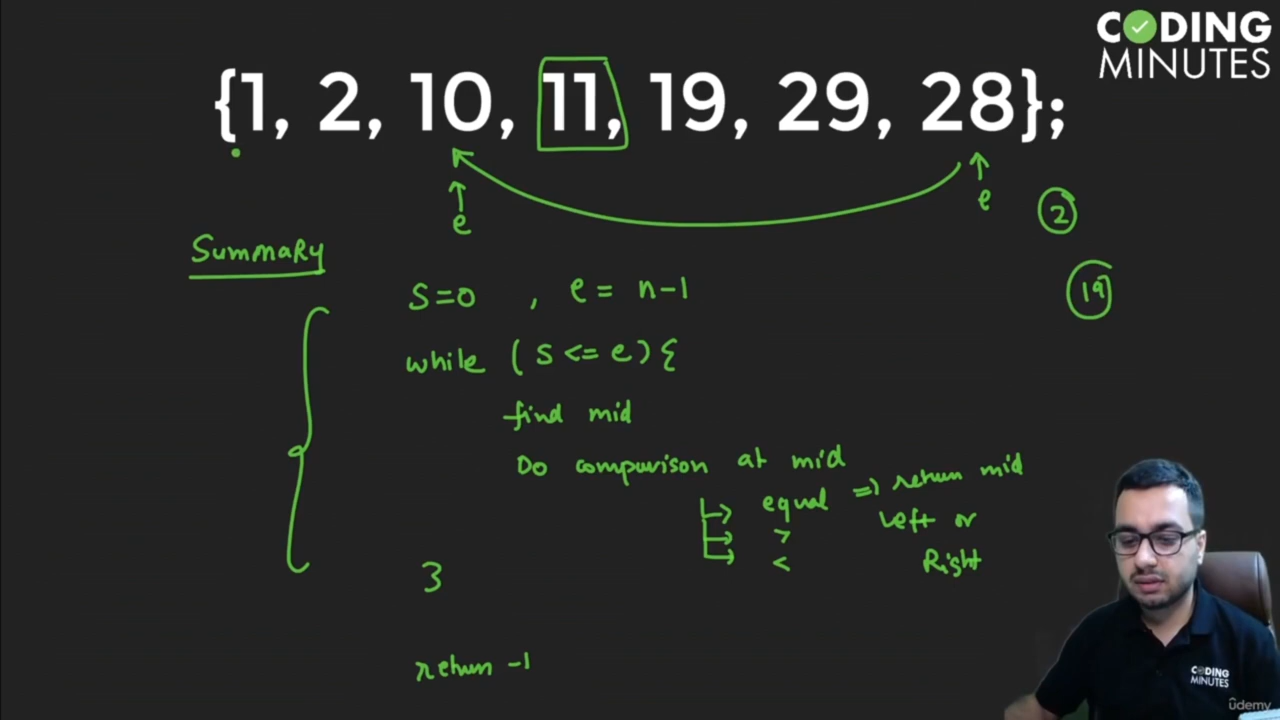 CODING
MINUTES
{1, 2, 10, 11, 19, 29, 28};
e
e
2
Summary
S=0 , e = n-1
19
while (s <= e) {
find mid
Do comparison at mid
equal => return mid
> Left or
< Right
}
return -1
CODING
MINUTES
ûdemy